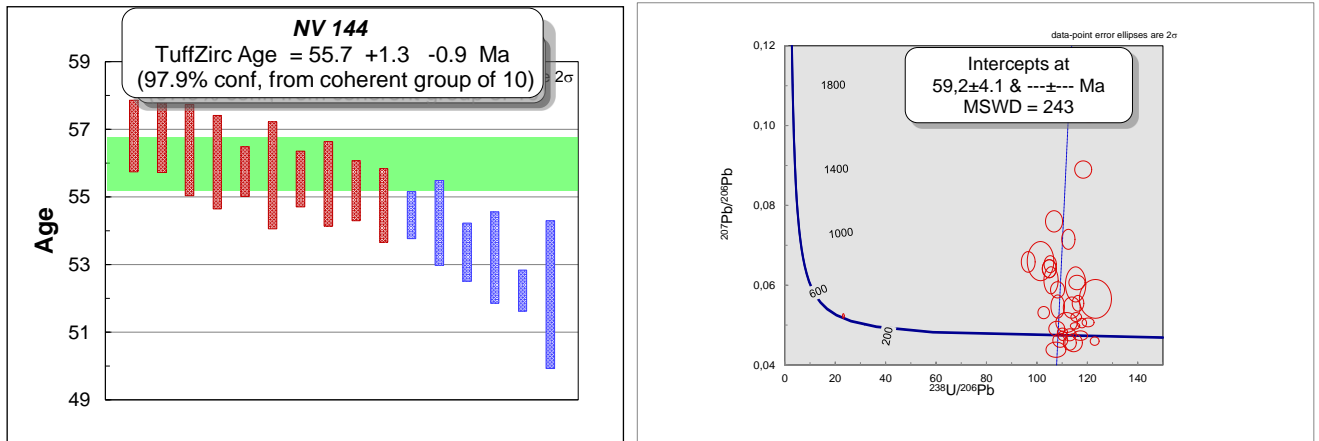 NV 144
TuffZirc Age = 55.7 +1.3 -0.9 Ma
(97.9% conf, from coherent group of 10)
2σ
59
57
55
53
51
49
Age
data-point error ellipses are 2σ
Intercepts at
59,2±4.1 & ---±--- Ma
MSWD = 243
0,12
0,10
0,08
0,06
0,04
207Pb/206Pb
1800
1400
1000
600
200
0
20
40
60
80
100
120
140
238U/206Pb